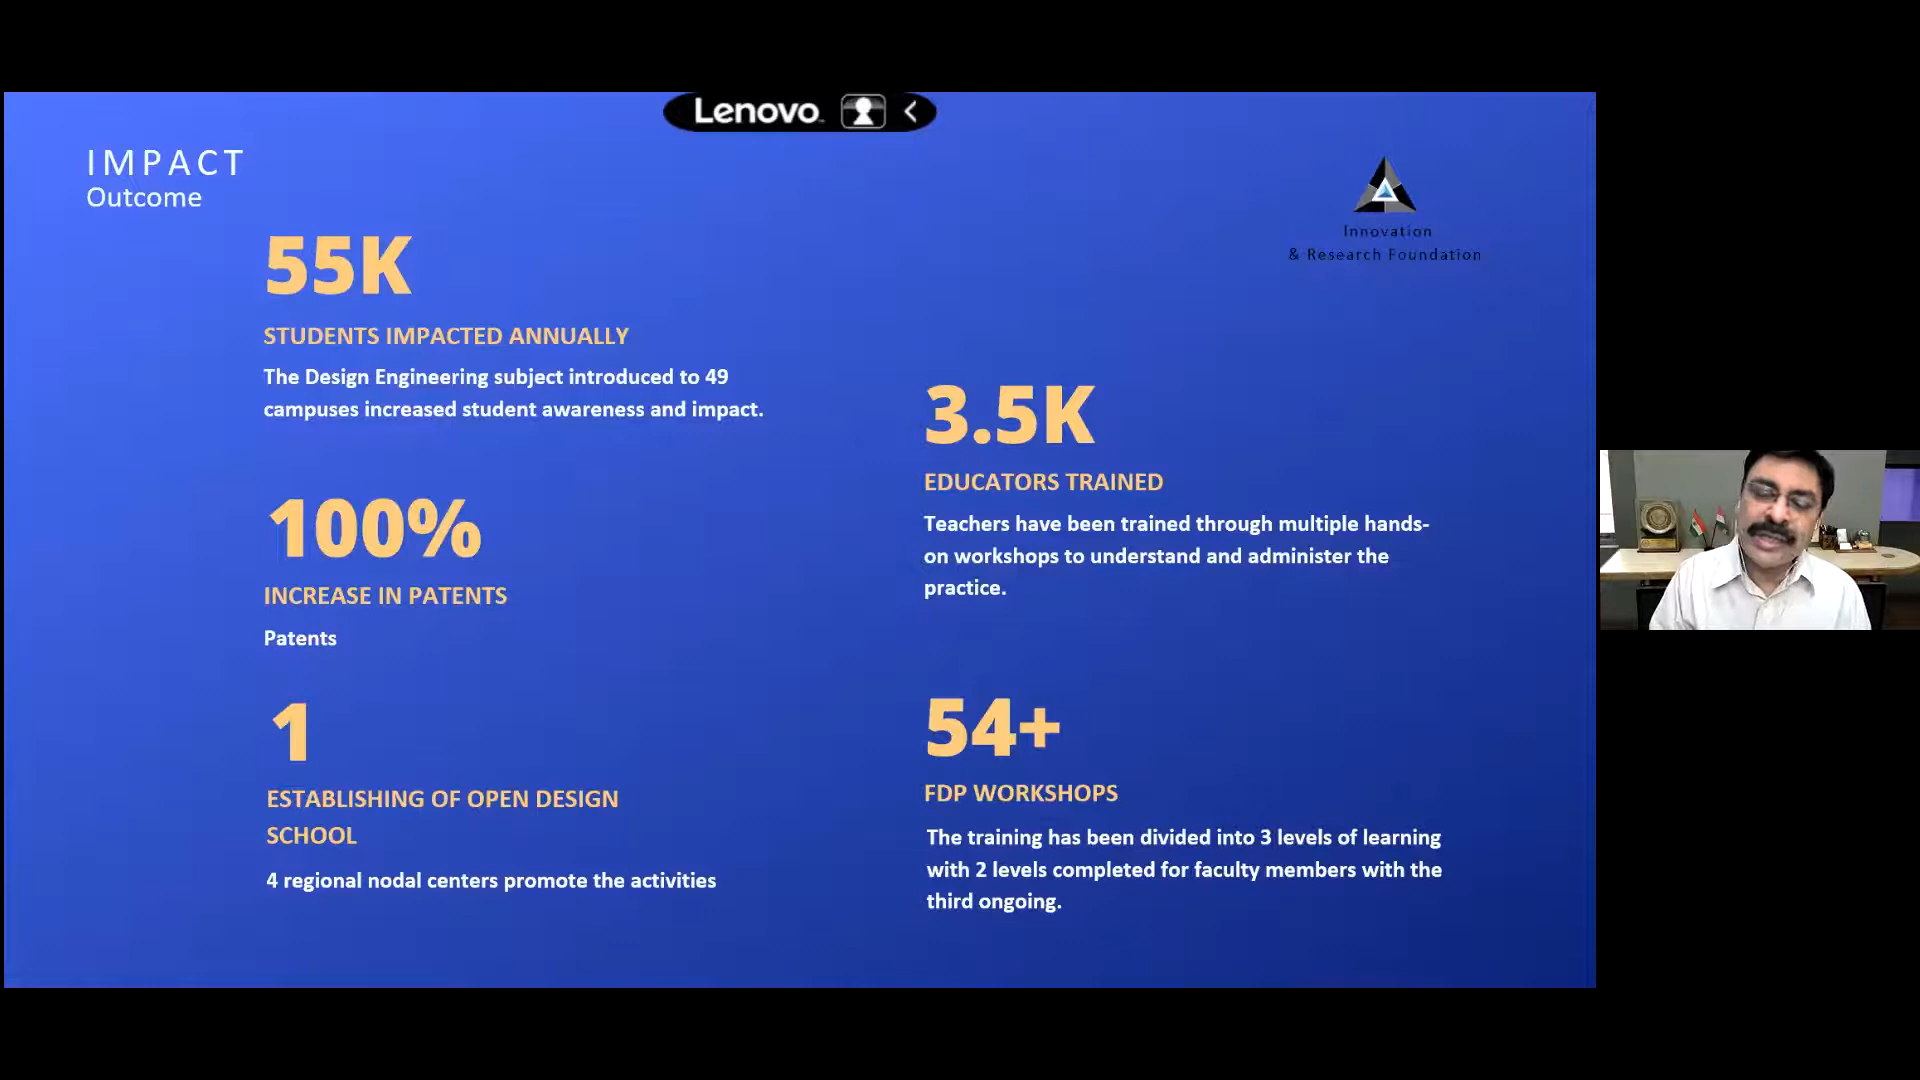 Lenovo
IMPACT
Outcome
Innovation
& Research Foundation
55K
STUDENTS IMPACTED ANNUALLY
The Design Engineering subject introduced to 49
campuses increased student awareness and impact.
100%
INCREASE IN PATENTS
Patents
1
ESTABLISHING OF OPEN DESIGN
SCHOOL
4 regional nodal centers promote the activities
3.5K
EDUCATORS TRAINED
Teachers have been trained through multiple hands-
on workshops to understand and administer the
practice.
54+
FDP WORKSHOPS
The training has been divided into 3 levels of learning
with 2 levels completed for faculty members with the
third ongoing.